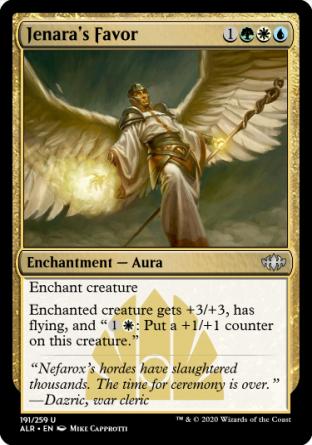 Jenara's Favor 1
Enchantment — Aura
Enchant creature
Enchanted creature gets +3/+3, has
flying, and “1 : Put a +1/+1 counter
on this creature.”
“Nefarox's hordes have slaughtered
thousands. The time for ceremony is over.”
—Dazric, war cleric
191/259 U
ALR • EN Mike Capprotti
™ & © 2020 Wizards of the Coast